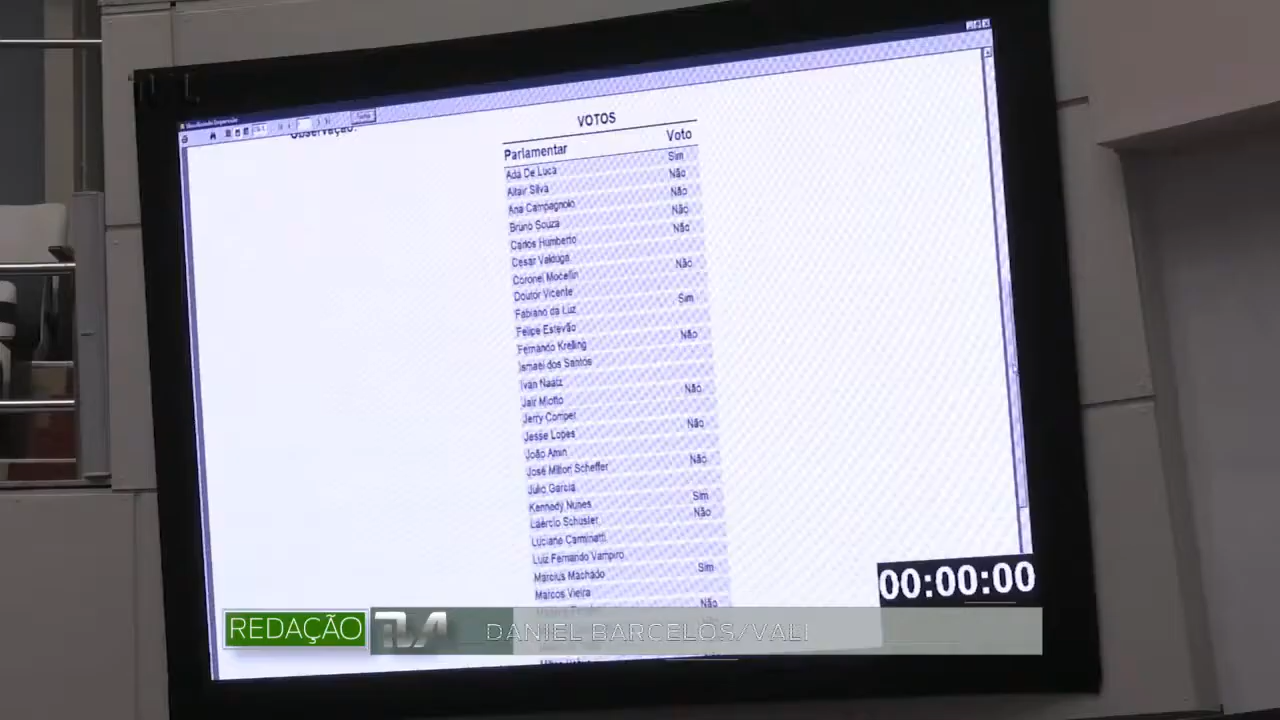 Observação:
VOTOS
Parlamentar Voto
Ada De Luca Sim
Altair Silva Não
Ana Campagnolo Não
Bruno Souza Não
Carlos Humberto Não
Cesar Valduga
Coronel Mocellin Não
Doutor Vicente
Fabiano da Luz Sim
Felipe Estevão
Fernando Krelling Não
Ismael dos Santos
Ivan Naatz
Jair Miotto Não
Jerry Comper
Jesse Lopes Não
João Amin
José Milton Scheffer Não
Julio Garcia
Kennedy Nunes Sim
Laércio Schuster Não
Luciane Carminatti
Luiz Fernando Vampiro
Marcius Machado Sim
Marcos Vieira
Não
00:00:00
REDAÇÃO TVA DANIEL BARCELOS/VALI